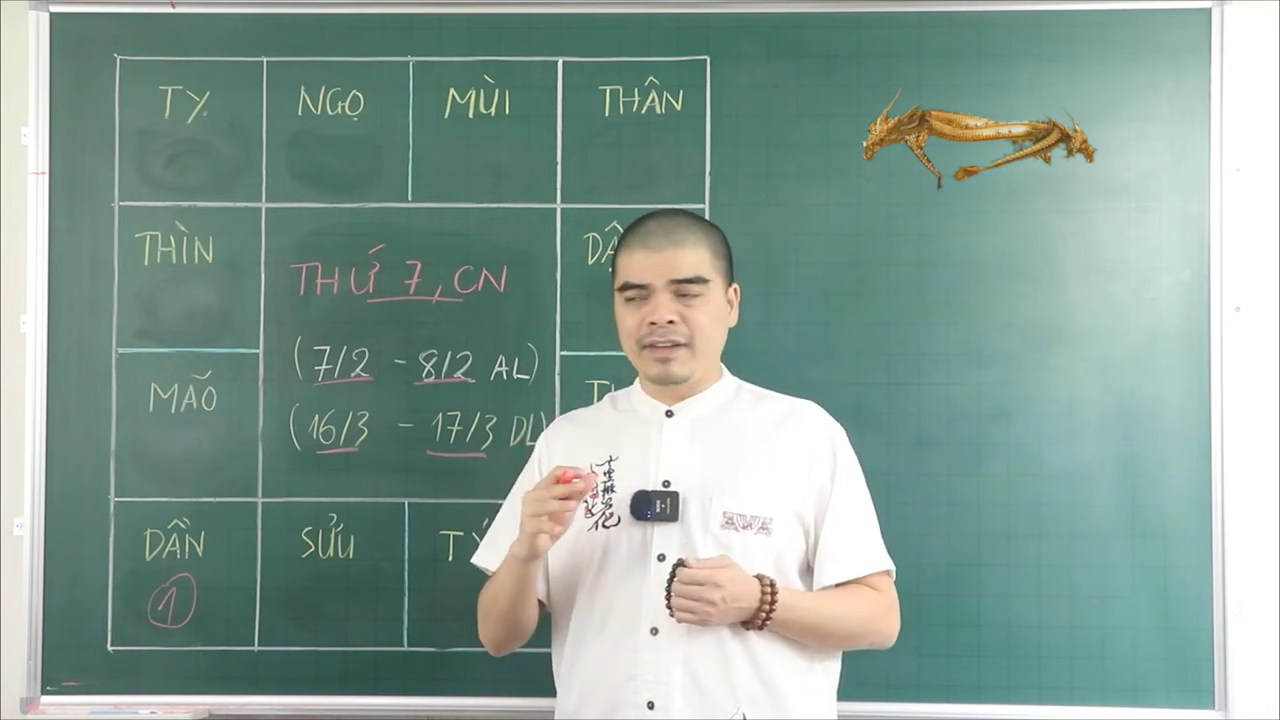 TỴ NGỌ MÙI THÂN
THÌN
THỨ 7, CN
(7/2 - 8/2 AL)
MÃO
(16/3 - 17/3 DL)
DẦN SỬU
1